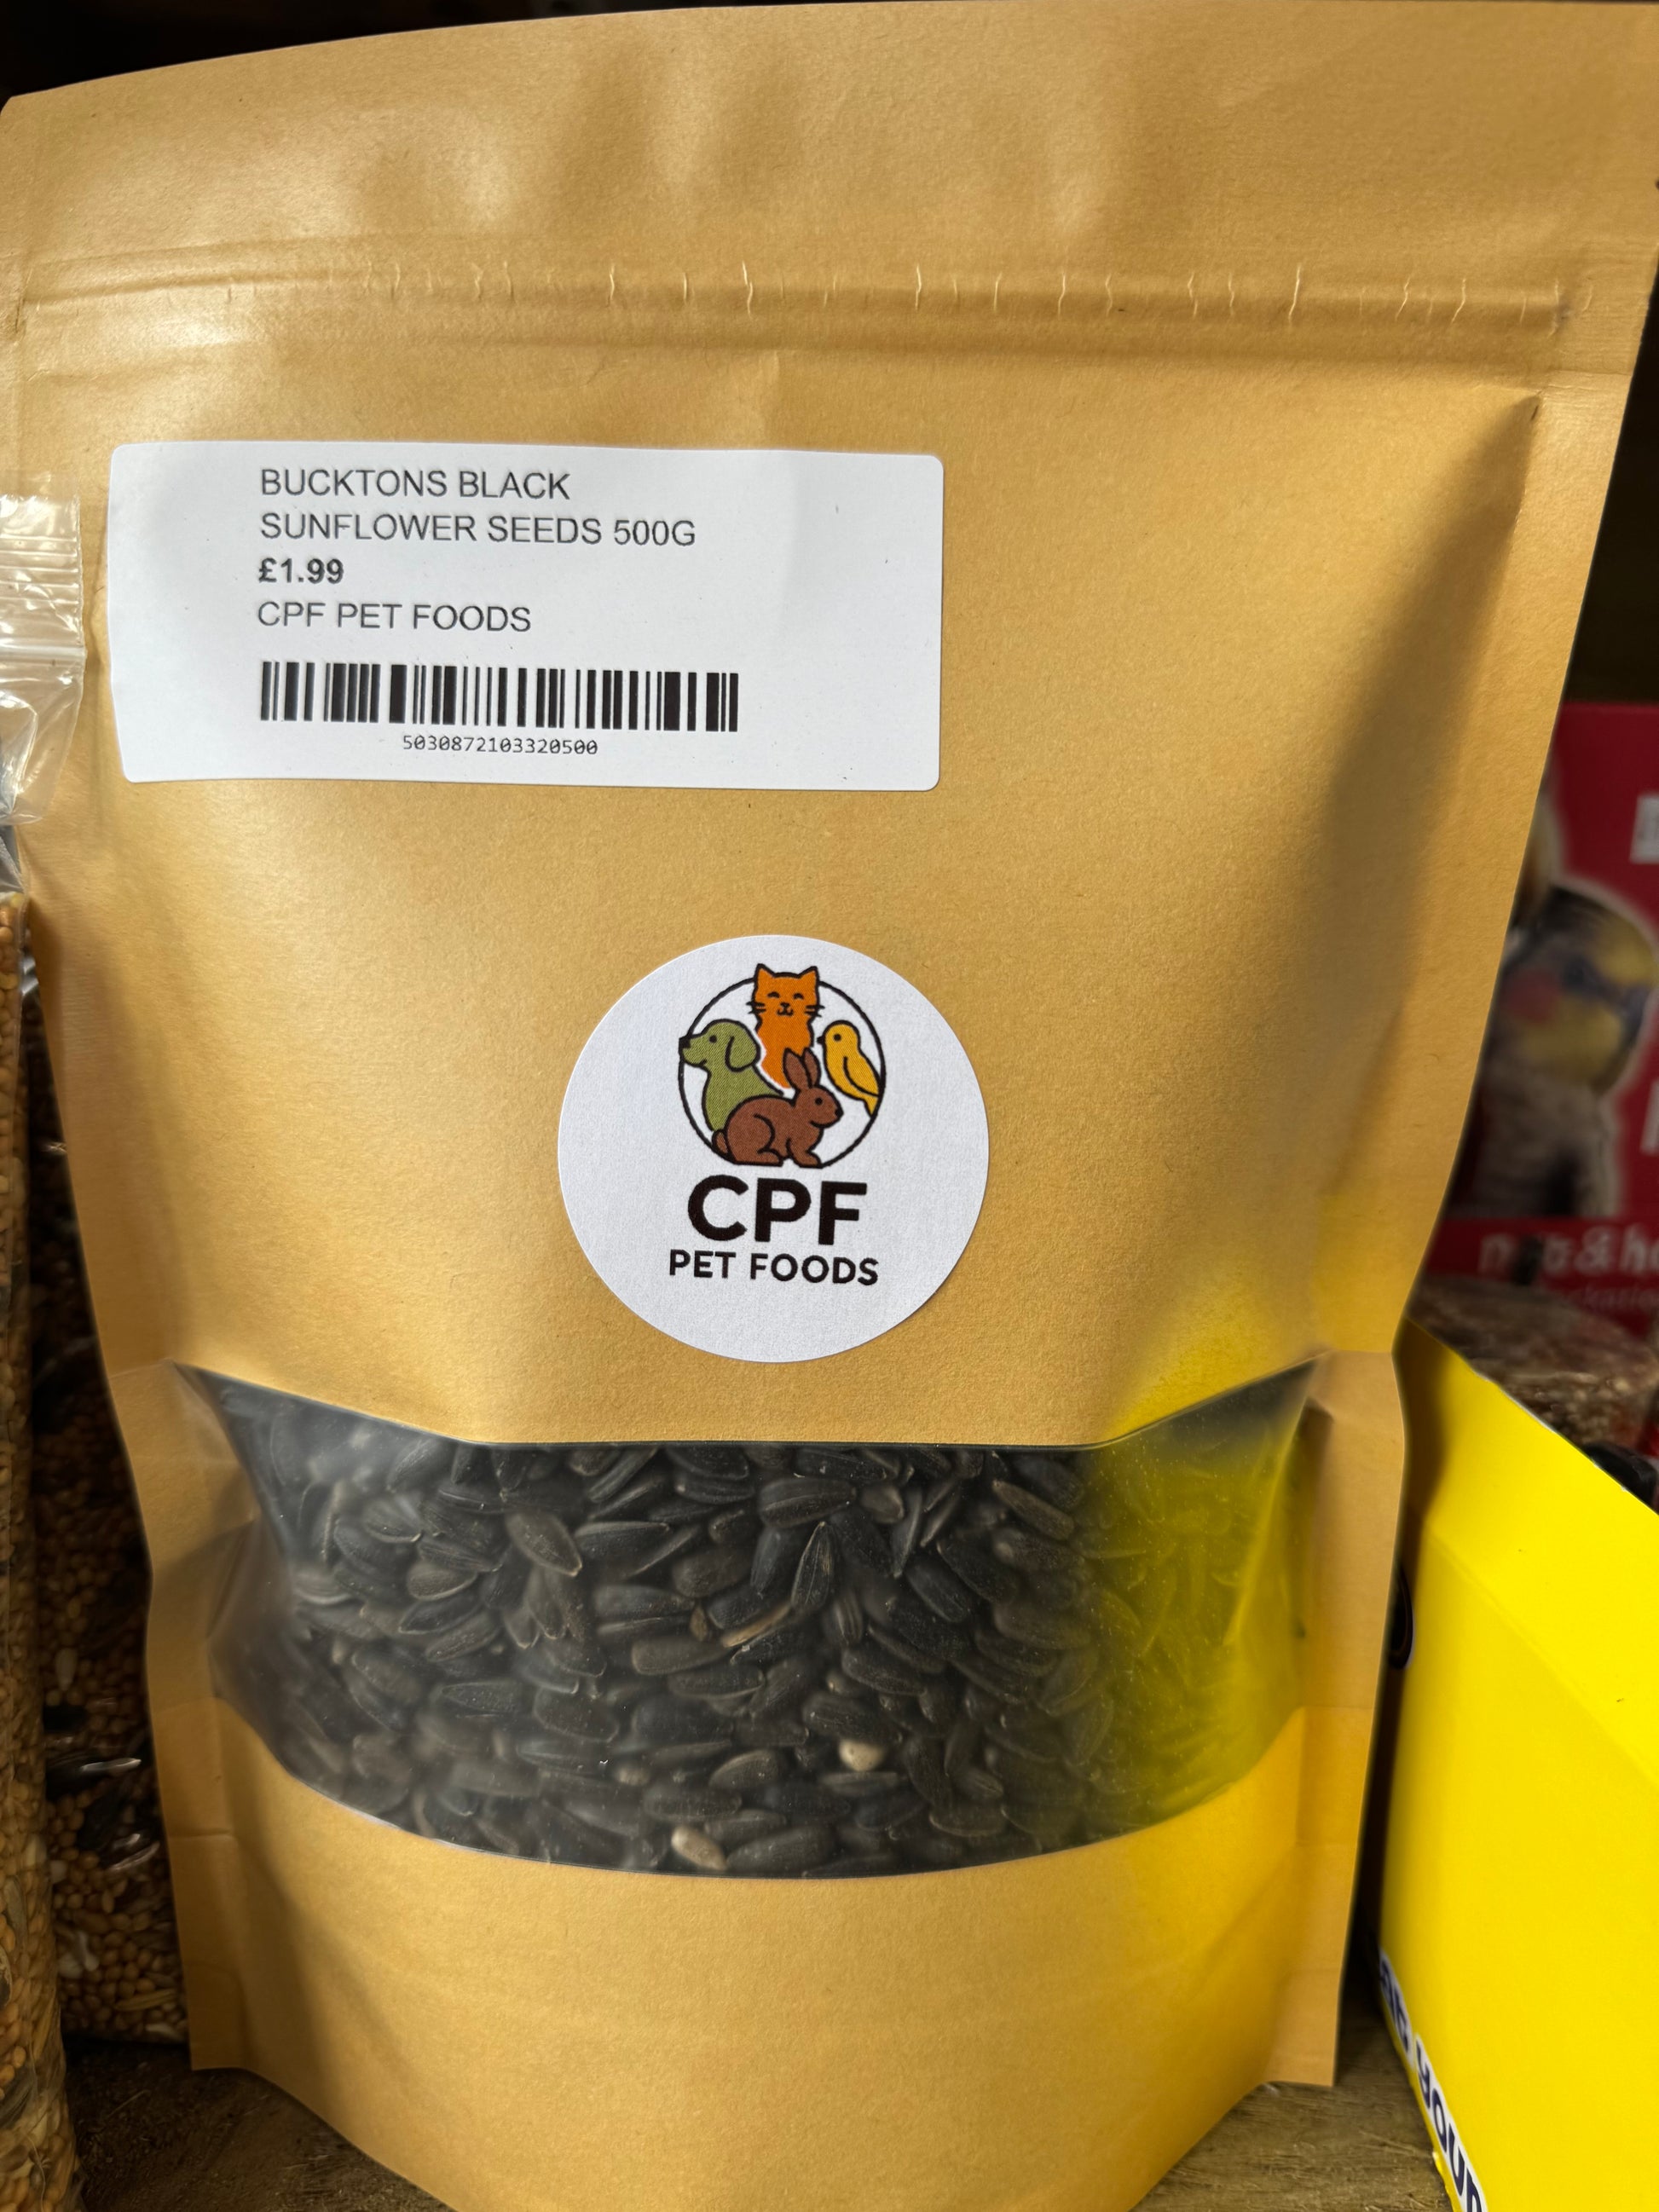 BUCKTONS BLACK
SUNFLOWER SEEDS 500G
£1.99
CPF PET FOODS
5030872103320500
CPF
PET FOODS